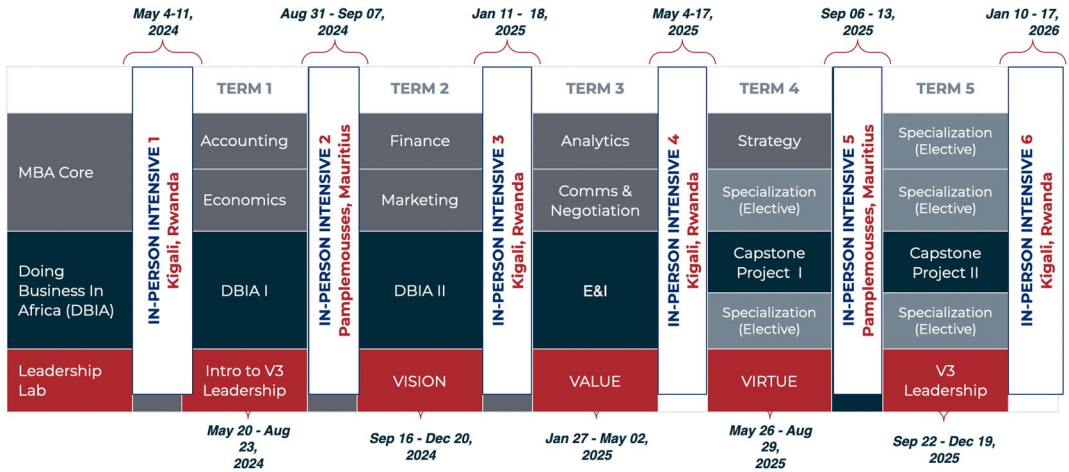 May 4-11,
2024
Aug 31 - Sep 07,
2024
Jan 11 - 18,
2025
May 4-17,
2025
Sep 06 - 13,
2025
Jan 10 - 17,
2026
TERM 1
TERM 2
TERM 3
TERM 4
TERM 5
MBA Core
Accounting
Finance
Analytics
Strategy
Specialization
(Elective)
Economics
Marketing
Comms &
Negotiation
Specialization
(Elective)
Specialization
(Elective)
Doing
Business In
Africa (DBIA)
DBIA I
DBIA II
E&I
Capstone
Project I
Capstone
Project II
Specialization
(Elective)
Specialization
(Elective)
Leadership
Lab
Intro to V3
Leadership
VISION
VALUE
VIRTUE
V3
Leadership
IN-PERSON INTENSIVE 1
Kigali, Rwanda
IN-PERSON INTENSIVE 2
Pamplemousses, Mauritius
IN-PERSON INTENSIVE 3
Kigali, Rwanda
IN-PERSON INTENSIVE 4
Kigali, Rwanda
IN-PERSON INTENSIVE 5
Pamplemousses, Mauritius
IN-PERSON INTENSIVE 6
Kigali, Rwanda
May 20 - Aug
23,
2024
Sep 16 - Dec 20,
2024
Jan 27 - May 02,
2025
May 26 - Aug
29,
2025
Sep 22 - Dec 19,
2025